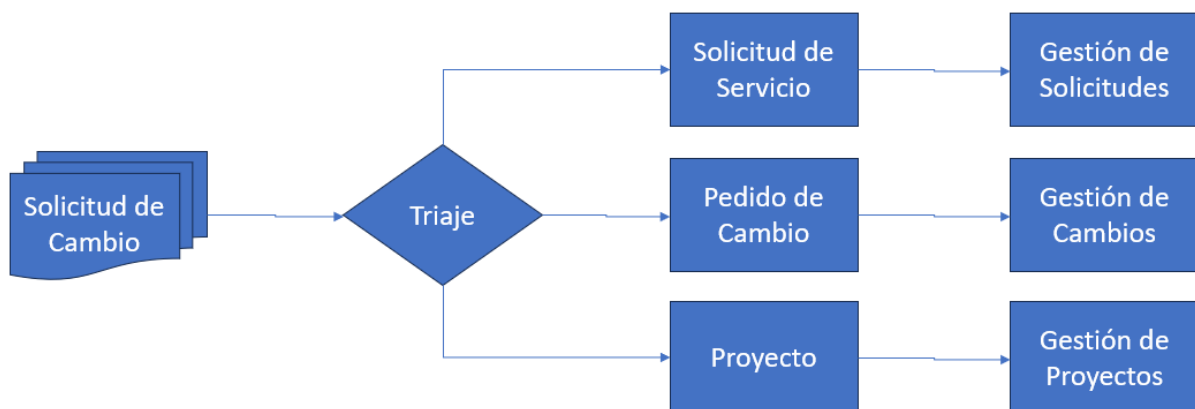 Solicitud de
Cambio
Triaje
Solicitud de
Servicio
Gestión de
Solicitudes
Pedido de
Cambio
Gestión de
Cambios
Proyecto
Gestión de
Proyectos